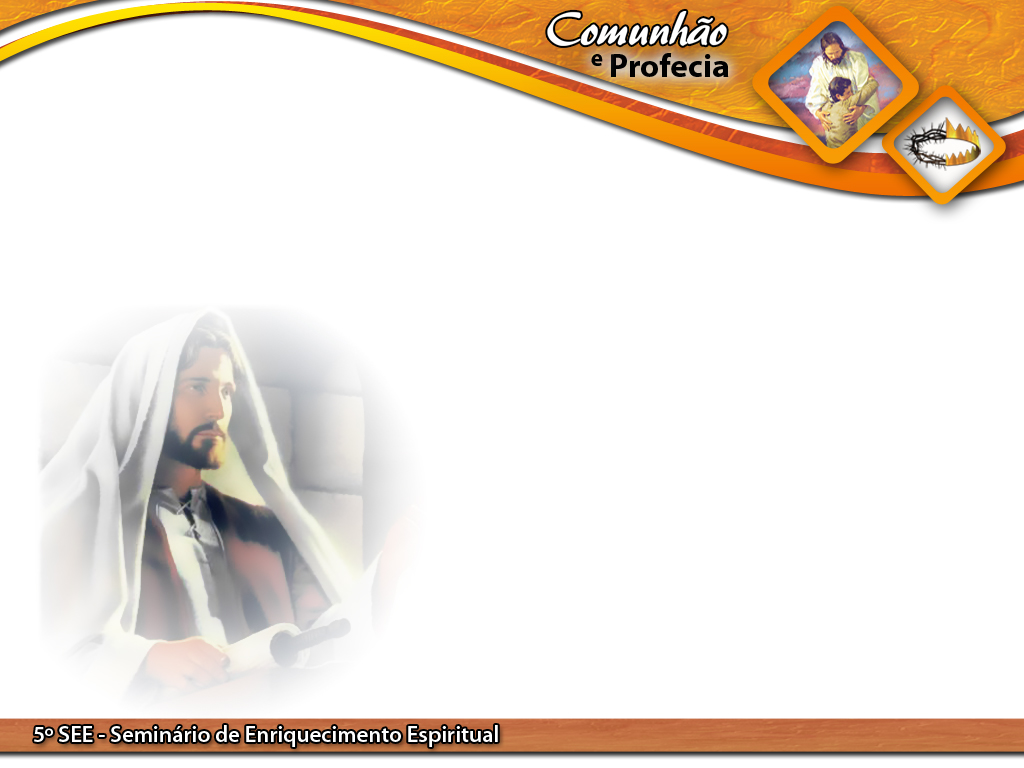 Comunhão
e Profecia
5º SEE - Seminário de Enriquecimento Espiritual